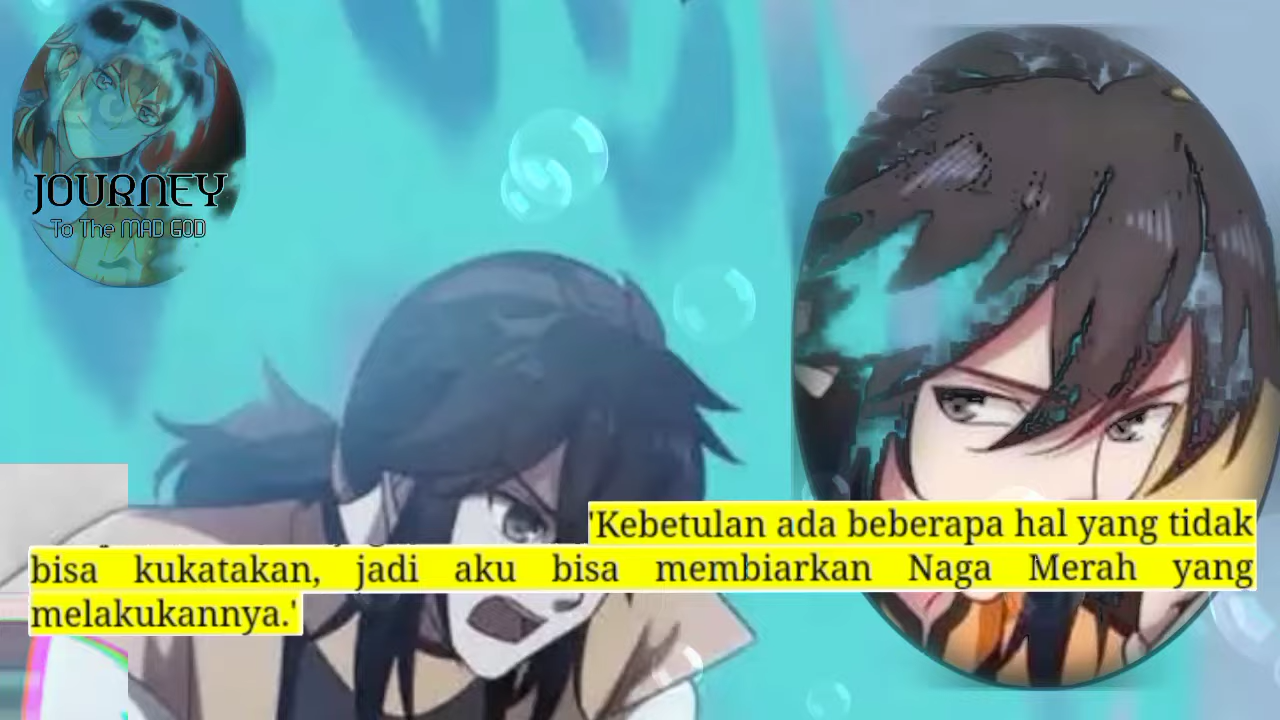 JOURNEY
To The MAD GOD
'Kebetulan ada beberapa hal yang tidak
bisa kukatakan, jadi aku bisa membiarkan Naga Merah yang
melakukannya.'